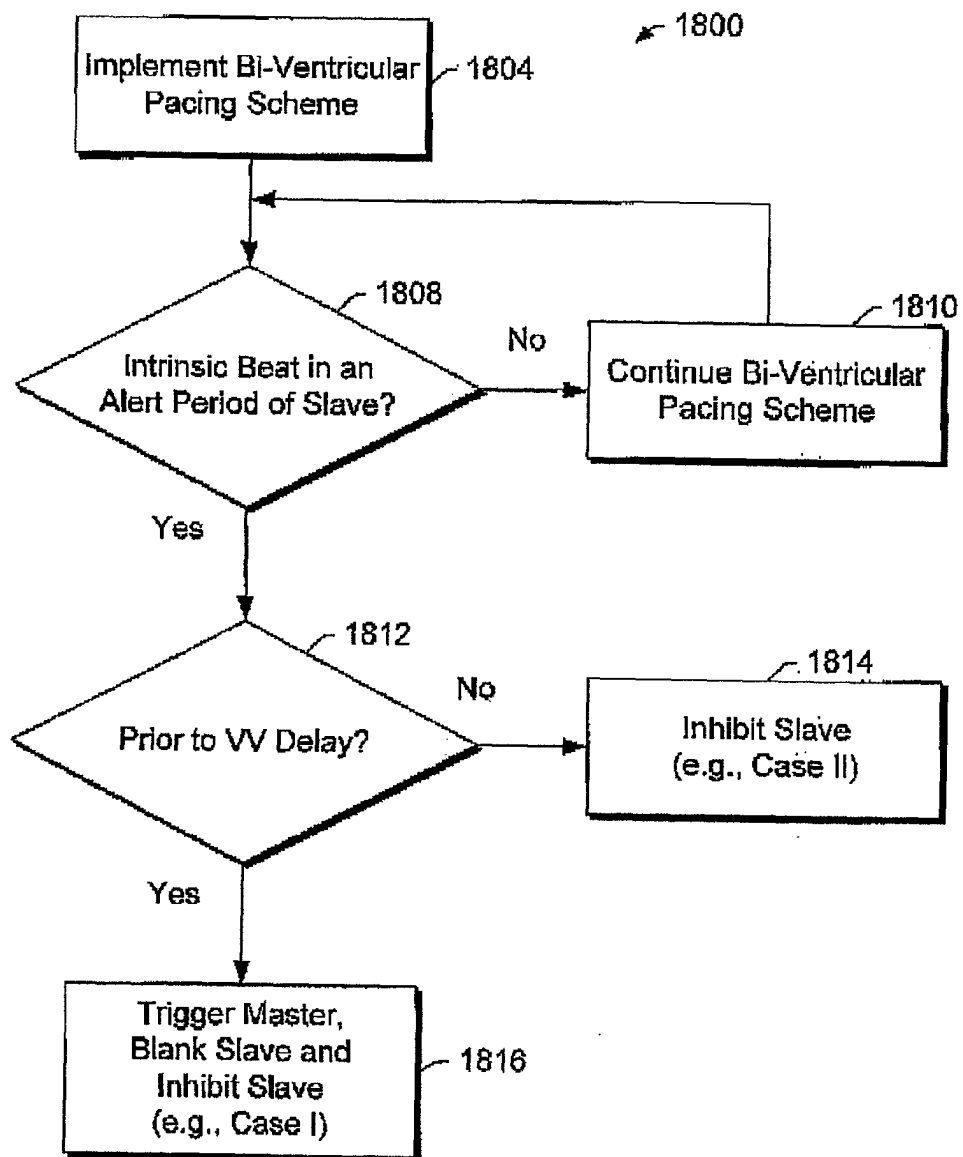 1800
Implement Bi-Ventricular
Pacing Scheme
1804
1808
Intrinsic Beat in an
Alert Period of Slave?
No
1810
Continue Bi-Ventricular
Pacing Scheme
Yes
1812
Prior to VV Delay?
No
1814
Inhibit Slave
(e.g., Case II)
Yes
Trigger Master,
Blank Slave and
Inhibit Slave
(e.g., Case I)
1816